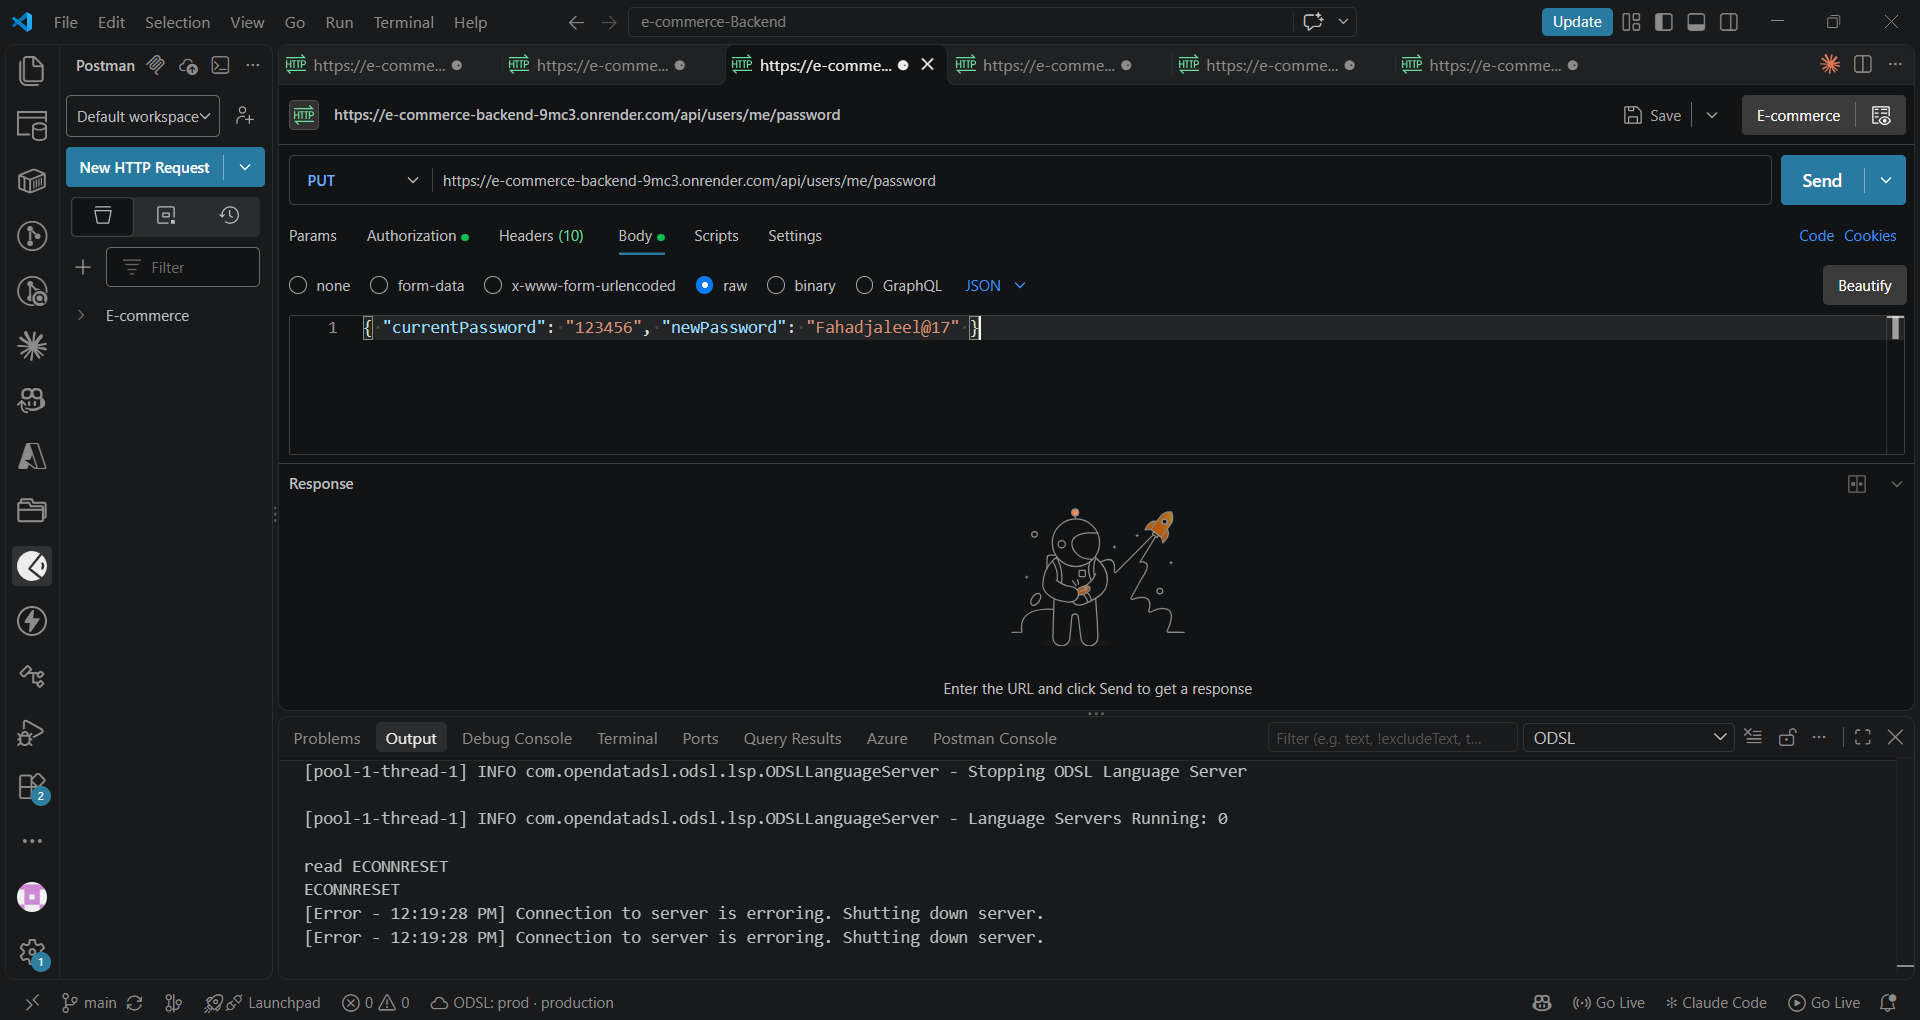 File Edit Selection View Go Run Terminal Help
e-commerce-Backend
Update
Postman
HTTP https://e-comme...
HTTP https://e-comme...
HTTP https://e-comme...
HTTP https://e-comme...
HTTP https://e-comme...
HTTP https://e-comme...
Default workspace
HTTP https://e-commerce-backend-9mc3.onrender.com/api/users/me/password
Save
E-commerce
New HTTP Request
PUT https://e-commerce-backend-9mc3.onrender.com/api/users/me/password
Send
Params Authorization Headers (10) Body Scripts Settings
Code Cookies
Filter
none form-data x-www-form-urlencoded raw binary GraphQL JSON
Beautify
E-commerce
1 { "currentPassword": "123456", "newPassword": "Fahadjaleel@17" }
Response
Enter the URL and click Send to get a response
Problems Output Debug Console Terminal Ports Query Results Azure Postman Console
Filter (e.g. text, !excludeText, t...
ODSL
[pool-1-thread-1] INFO com.opendatadsl.odsl.lsp.ODSLLanguageServer - Stopping ODSL Language Server
[pool-1-thread-1] INFO com.opendatadsl.odsl.lsp.ODSLLanguageServer - Language Servers Running: 0
read ECONNRESET
ECONNRESET
[Error - 12:19:28 PM] Connection to server is erroring. Shutting down server.
[Error - 12:19:28 PM] Connection to server is erroring. Shutting down server.
2
1
main Launchpad 0 0 ODSL: prod · production
Go Live Claude Code Go Live